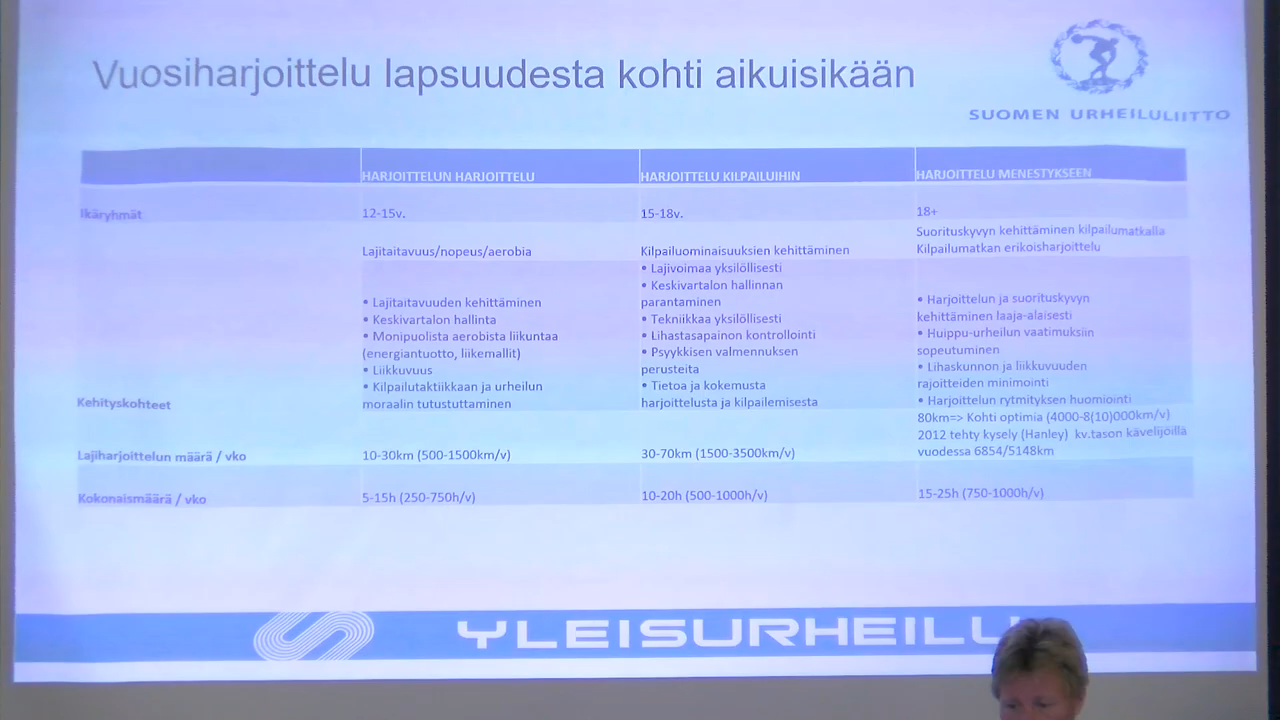 Vuosiharjoittelu lapsuudesta kohti aikuisikään
SUOMEN URHEILULIITTO
HARJOITTELUN HARJOITTELU
HARJOITTELU KILPAILUIHIN
HARJOITTELU MENESTYKSEEN
Ikäryhmät
12-15v.
15-18v.
18+
Lajitaitavuus/nopeus/aerobia
Kilpailuominaisuuksien kehittäminen
Suorituskyvyn kehittäminen kilpailumatkalla
Kilpailumatkan erikoisharjoittelu
Kehityskohteet
• Lajitaitavuuden kehittäminen
• Keskivartalon hallinta
• Monipuolista aerobista liikuntaa
(energiantuotto, liikemallit)
• Liikkuvuus
• Kilpailutaktiikkaan ja urheilun
moraalin tutustuttaminen
• Lajivoimaa yksilöllisesti
• Keskivartalon hallinnan
parantaminen
• Tekniikkaa yksilöllisesti
• Lihastasapainon kontrollointi
• Psyykkisen valmennuksen
perusteita
• Tietoa ja kokemusta
harjoittelusta ja kilpailemisesta
• Harjoittelun ja suorituskyvyn
kehittäminen laaja-alaisesti
• Huippu-urheilun vaatimuksiin
sopeutuminen
• Lihaskunnon ja liikkuvuuden
rajoitteiden minimointi
• Harjoittelun rytmityksen huomiointi
Lajiharjoittelun määrä / vko
10-30km (500-1500km/v)
30-70km (1500-3500km/v)
80km=> Kohti optimia (4000-8(10)000km/v)
2012 tehty kysely (Hanley) kv.tason kävelijöillä
vuodessa 6854/5148km
Kokonaismäärä / vko
5-15h (250-750h/v)
10-20h (500-1000h/v)
15-25h (750-1000h/v)
YLEISURHEILU